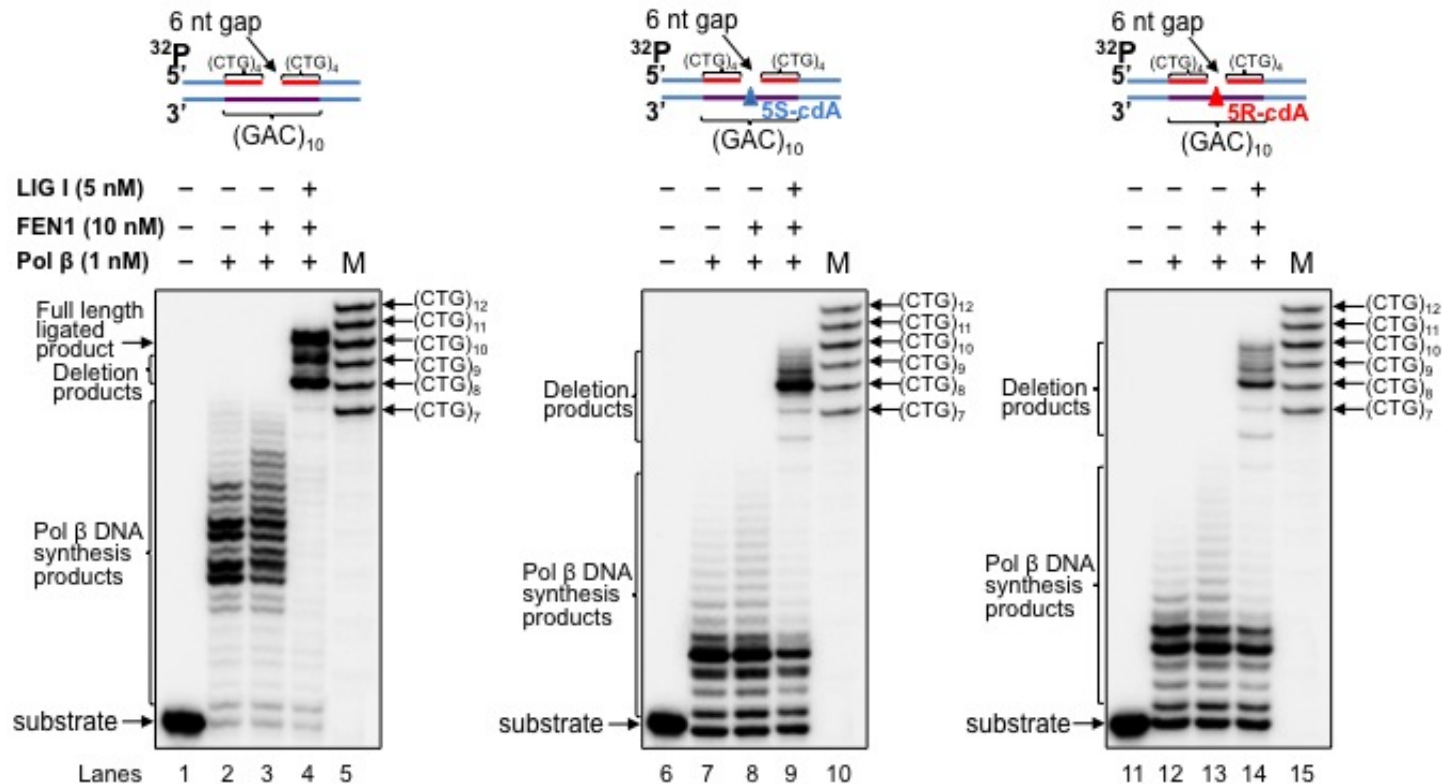 6 nt gap
32P
5'
(CTG)4
(CTG)4
3'
(GAC)10
6 nt gap
32P
5'
(CTG)4
(CTG)4
3'
5S-cdA
(GAC)10
6 nt gap
32P
5'
(CTG)4
(CTG)4
3'
5R-cdA
(GAC)10
LIG I (5 nM) − − − + − − − + − − − +
FEN1 (10 nM) − − + + − − + + − − + +
Pol β (1 nM) − + + + M − + + + M − + + + M
Full length
ligated
product
Deletion
products
Pol β DNA
synthesis
products
substrate
(CTG)12
(CTG)11
(CTG)10
(CTG)9
(CTG)8
(CTG)7
Deletion
products
Pol β DNA
synthesis
products
substrate
(CTG)12
(CTG)11
(CTG)10
(CTG)9
(CTG)8
(CTG)7
Deletion
products
Pol β DNA
synthesis
products
substrate
(CTG)12
(CTG)11
(CTG)10
(CTG)9
(CTG)8
(CTG)7
Lanes 1 2 3 4 5 6 7 8 9 10 11 12 13 14 15